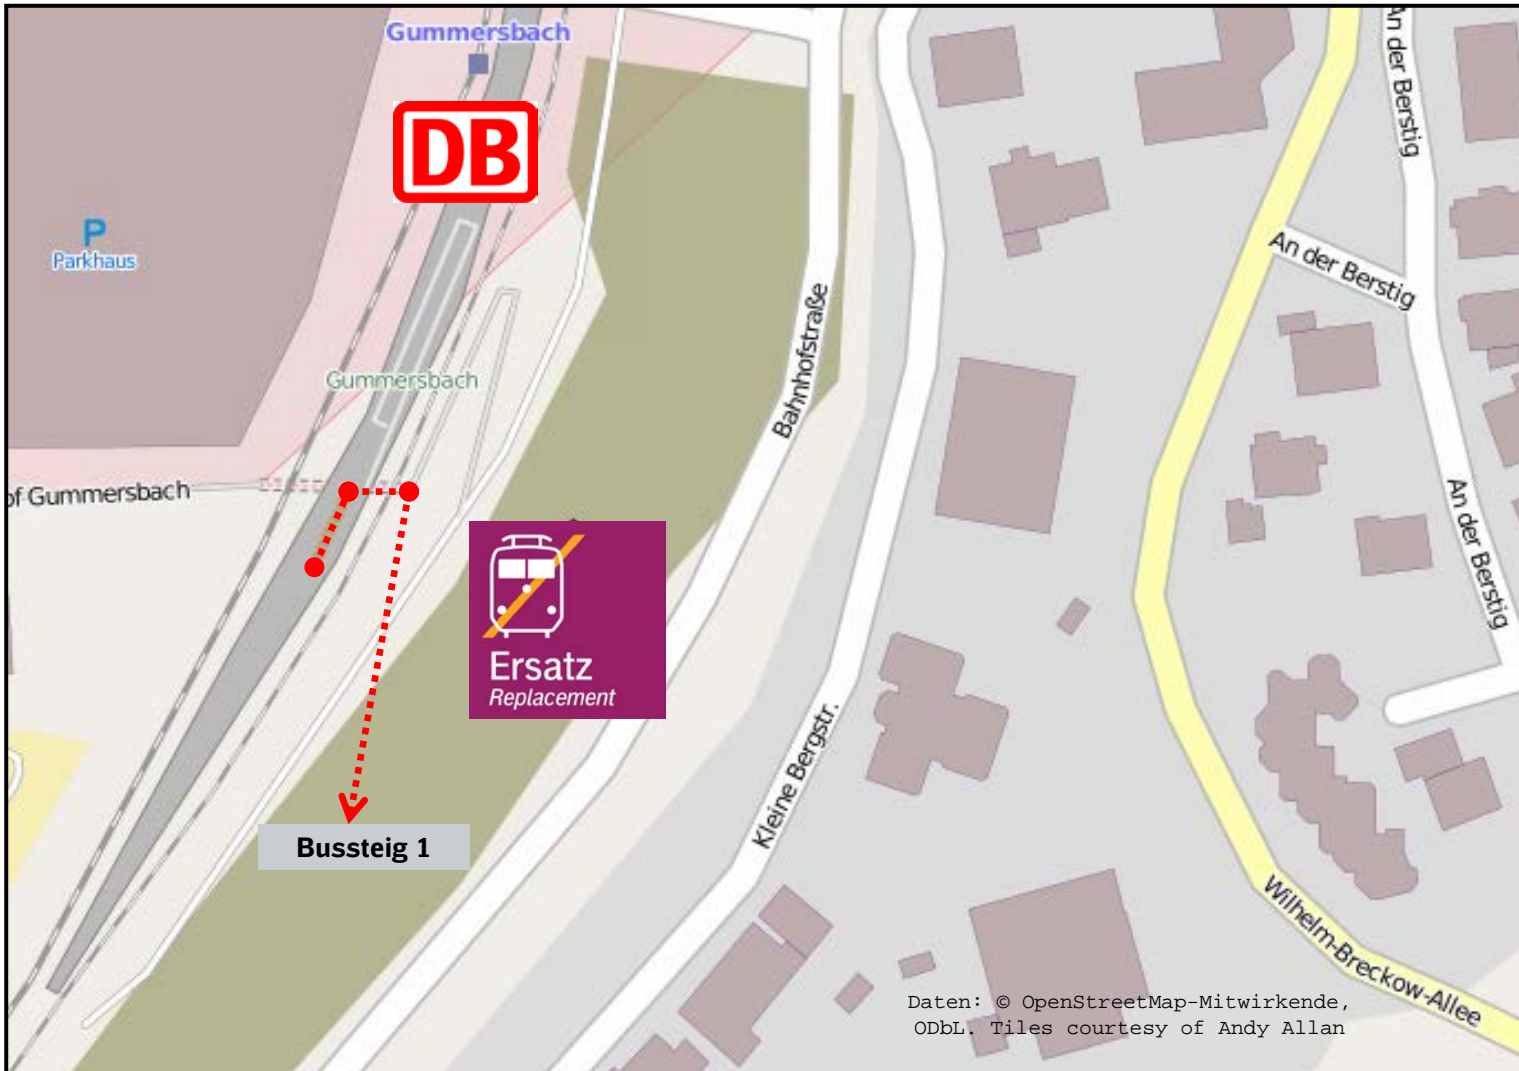 Gummersbach
DB
P
Parkhaus
Gummersbach
of Gummersbach
Bahnhofstraße
Ersatz
Replacement
Bussteig 1
Kleine Bergstr.
An der Berstig
An der Berstig
An der Berstig
Wilhelm-Breckow-Allee
Daten: © OpenStreetMap-Mitwirkende,
ODbL. Tiles courtesy of Andy Allan